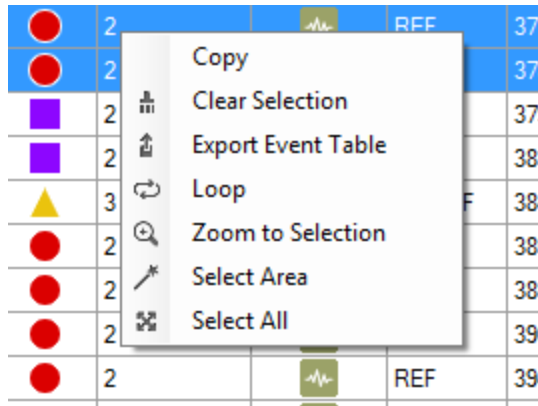 2 REF 37
2 37
2 37
2 38
3 F 38
2 38
2 38
2 39
2 REF 39
Copy
Clear Selection
Export Event Table
Loop
Zoom to Selection
Select Area
Select All